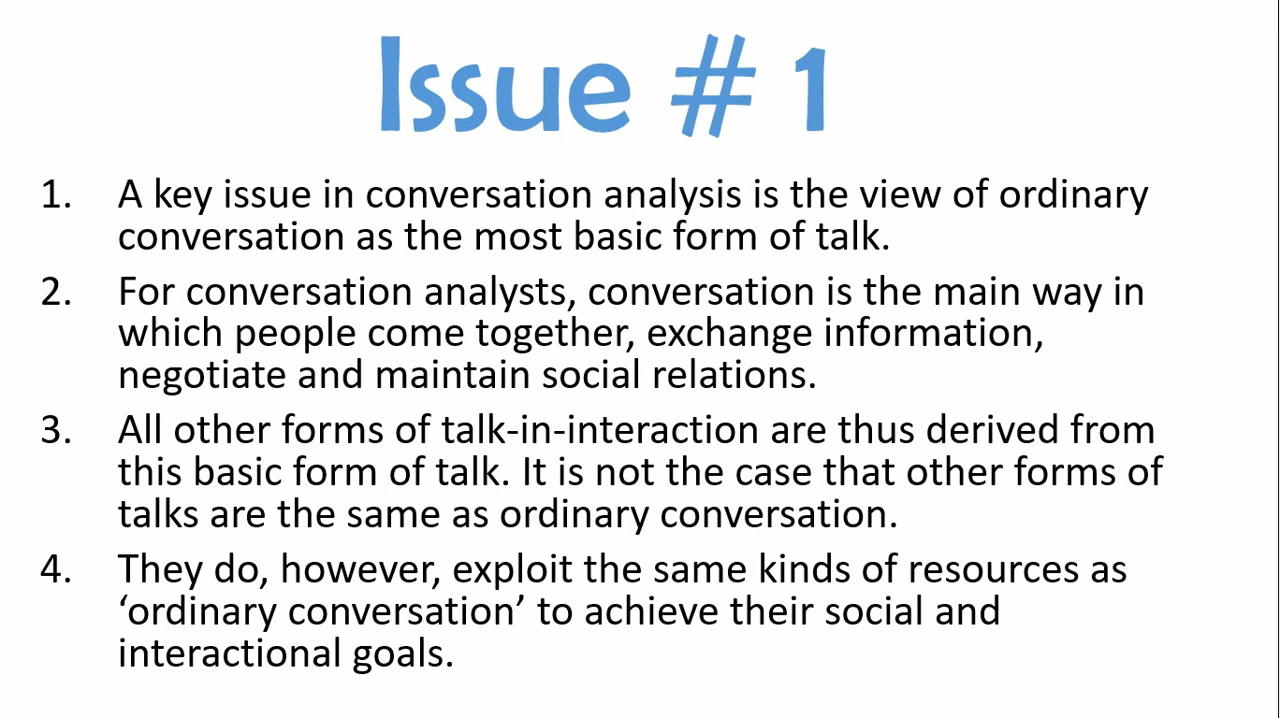 Issue # 1
1. A key issue in conversation analysis is the view of ordinary
conversation as the most basic form of talk.
2. For conversation analysts, conversation is the main way in
which people come together, exchange information,
negotiate and maintain social relations.
3. All other forms of talk-in-interaction are thus derived from
this basic form of talk. It is not the case that other forms of
talks are the same as ordinary conversation.
4. They do, however, exploit the same kinds of resources as
‘ordinary conversation’ to achieve their social and
interactional goals.